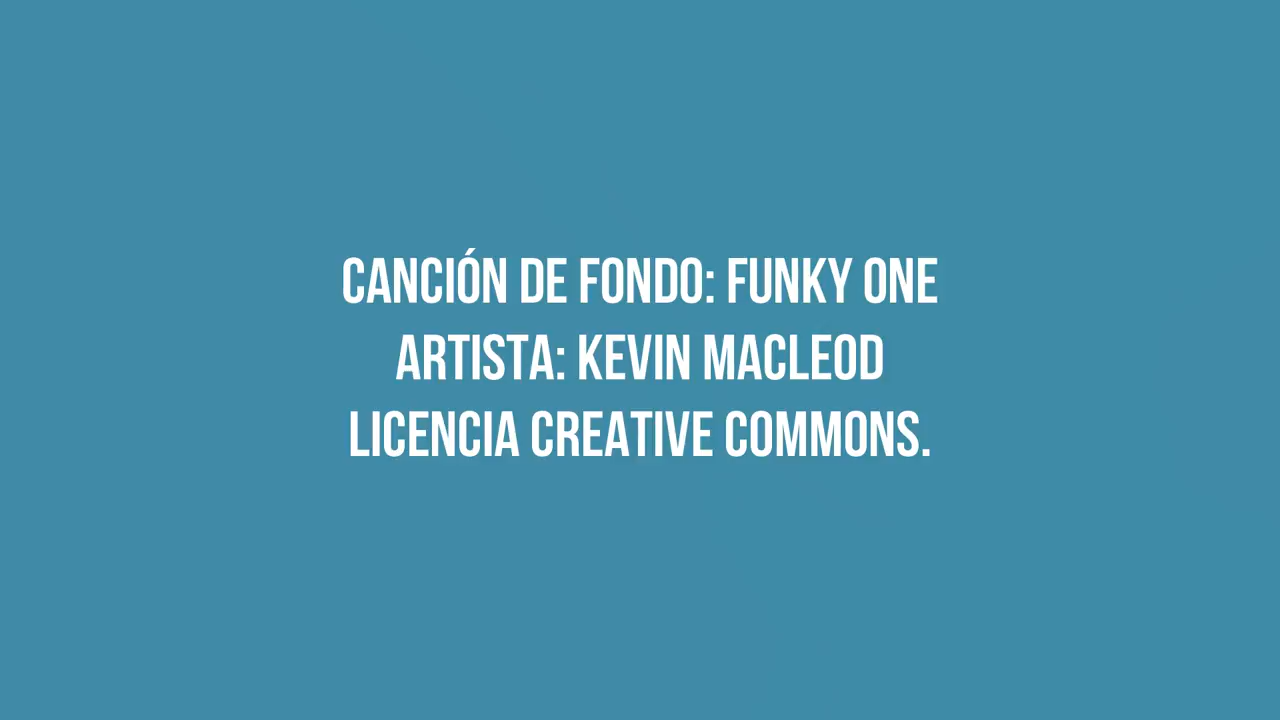 CANCIÓN DE FONDO: FUNKY ONE
ARTISTA: KEVIN MACLEOD
LICENCIA CREATIVE COMMONS.